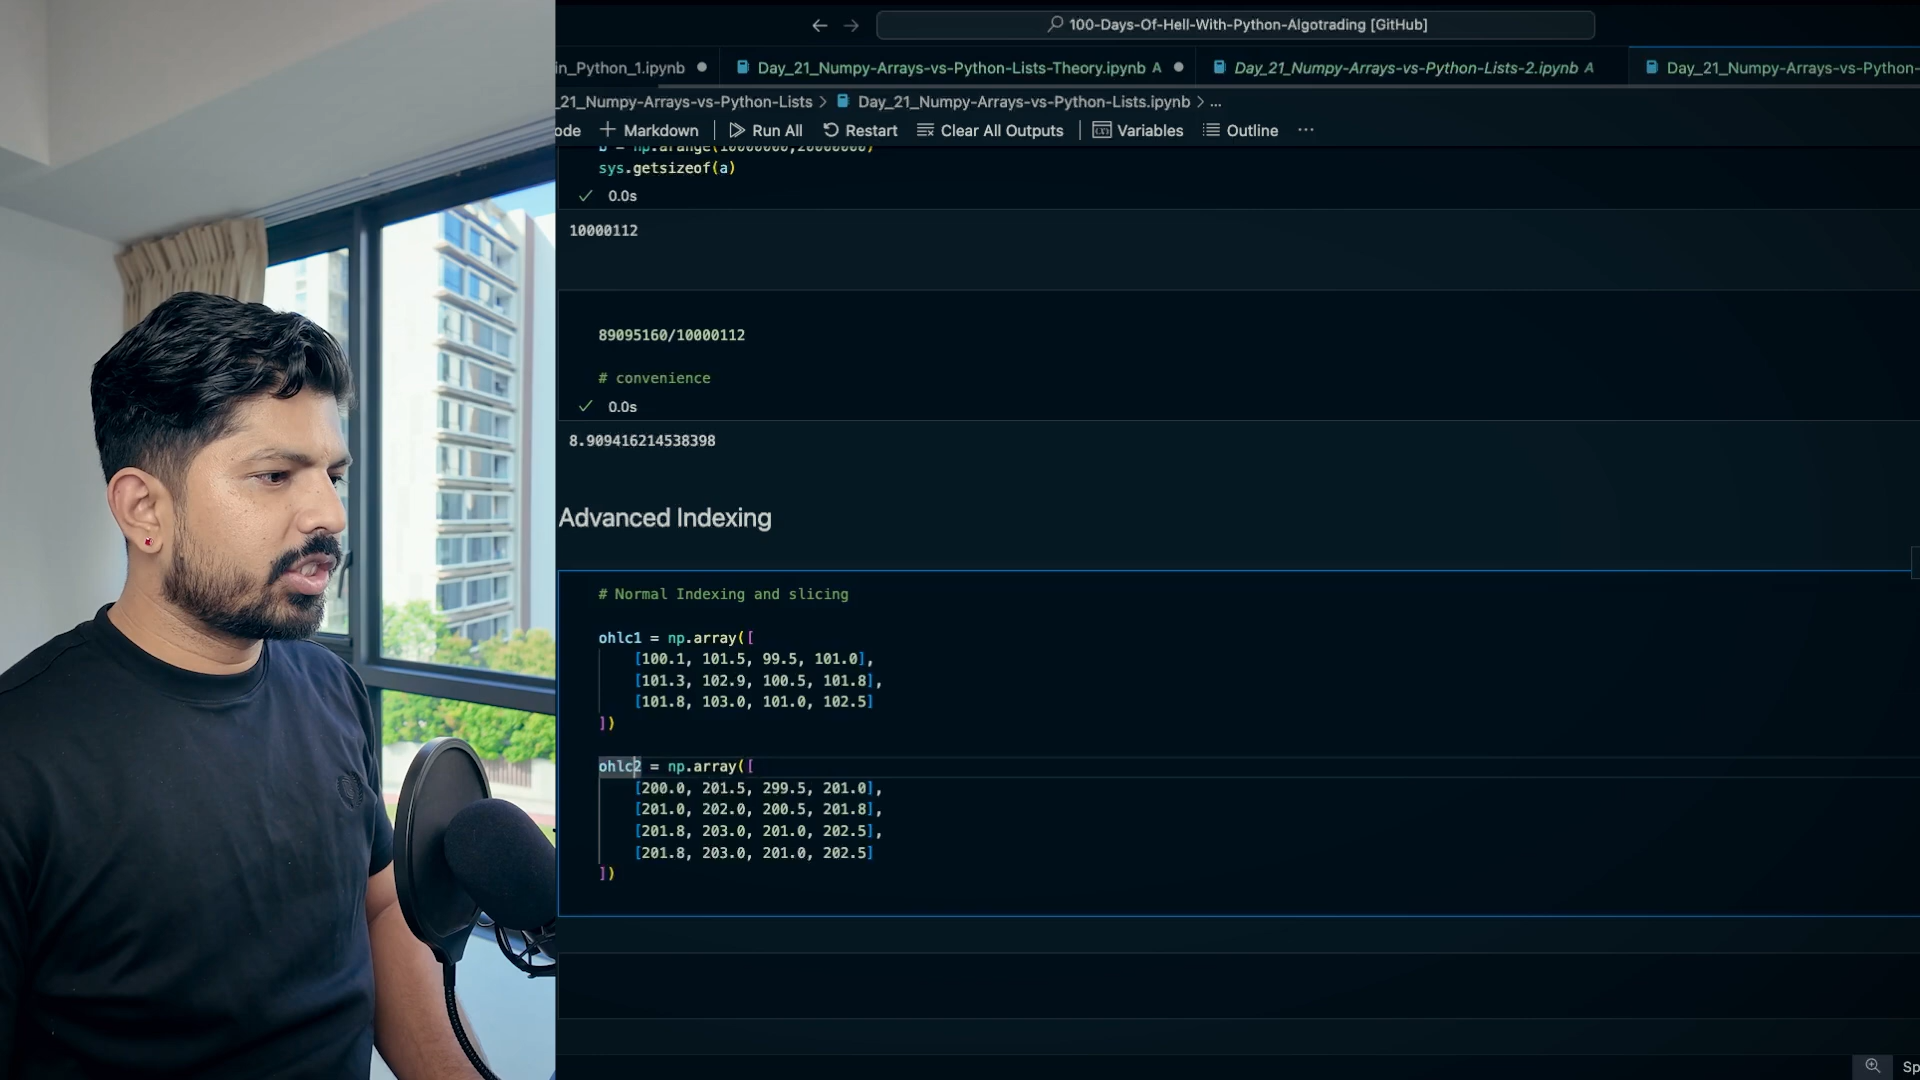 100-Days-Of-Hell-With-Python-Algotrading [GitHub]
in_Python_1.ipynb
Day_21_Numpy-Arrays-vs-Python-Lists-Theory.ipynb A
Day_21_Numpy-Arrays-vs-Python-Lists-2.ipynb A
Day_21_Numpy-Arrays-vs-Python-
_21_Numpy-Arrays-vs-Python-Lists > Day_21_Numpy-Arrays-vs-Python-Lists.ipynb > ...
ode + Markdown Run All Restart Clear All Outputs Variables Outline ...
b = np.arange(10000000,20000000)
sys.getsizeof(a)
0.0s
10000112
89095160/10000112
# convenience
0.0s
8.909416214538398
Advanced Indexing
# Normal Indexing and slicing
ohlc1 = np.array([
[100.1, 101.5, 99.5, 101.0],
[101.3, 102.9, 100.5, 101.8],
[101.8, 103.0, 101.0, 102.5]
])
ohlc2 = np.array([
[200.0, 201.5, 299.5, 201.0],
[201.0, 202.0, 200.5, 201.8],
[201.8, 203.0, 201.0, 202.5],
[201.8, 203.0, 201.0, 202.5]
])
Sp